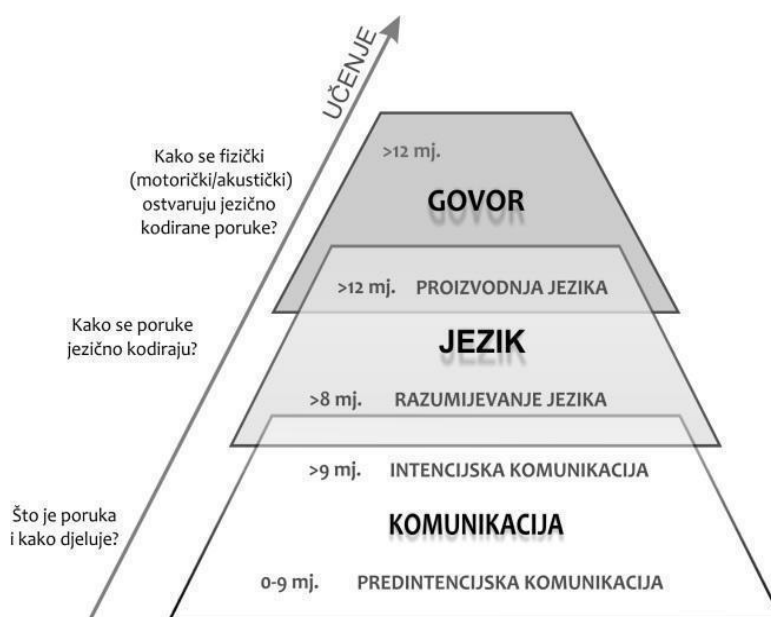 UČENJE
Kako se fizički
(motorički/akustički)
ostvaruju jezično
kodirane poruke?
>12 mj.
GOVOR
>12 mj. PROIZVODNJA JEZIKA
Kako se poruke
jezično kodiraju?
JEZIK
>8 mj. RAZUMIJEVANJE JEZIKA
>9 mj. INTENCIJSKA KOMUNIKACIJA
Što je poruka
i kako djeluje?
KOMUNIKACIJA
0-9 mj. PREDINTENCIJSKA KOMUNIKACIJA